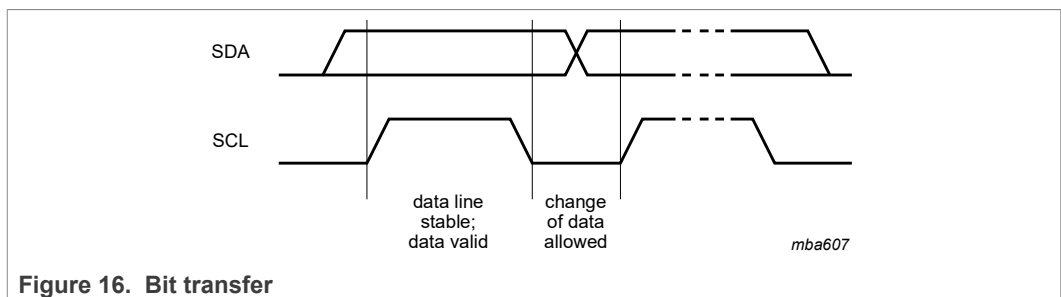 SDA
SCL
data line
stable;
data valid
change
of data
allowed
mba607
Figure 16. Bit transfer